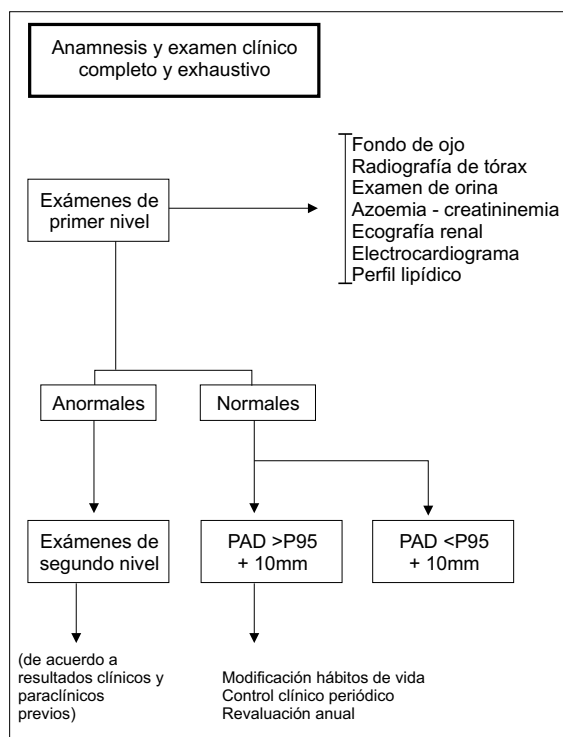 Anamnesis y examen clínico
completo y exhaustivo
Fondo de ojo
Radiografía de tórax
Examen de orina
Azoemia - creatininemia
Ecografía renal
Electrocardiograma
Perfil lipídico
Exámenes de
primer nivel
Anormales
Normales
Exámenes de
segundo nivel
PAD >P95
+ 10mm
PAD <P95
+ 10mm
(de acuerdo a
resultados clínicos y
paraclínicos
previos)
Modificación hábitos de vida
Control clínico periódico
Revaluación anual